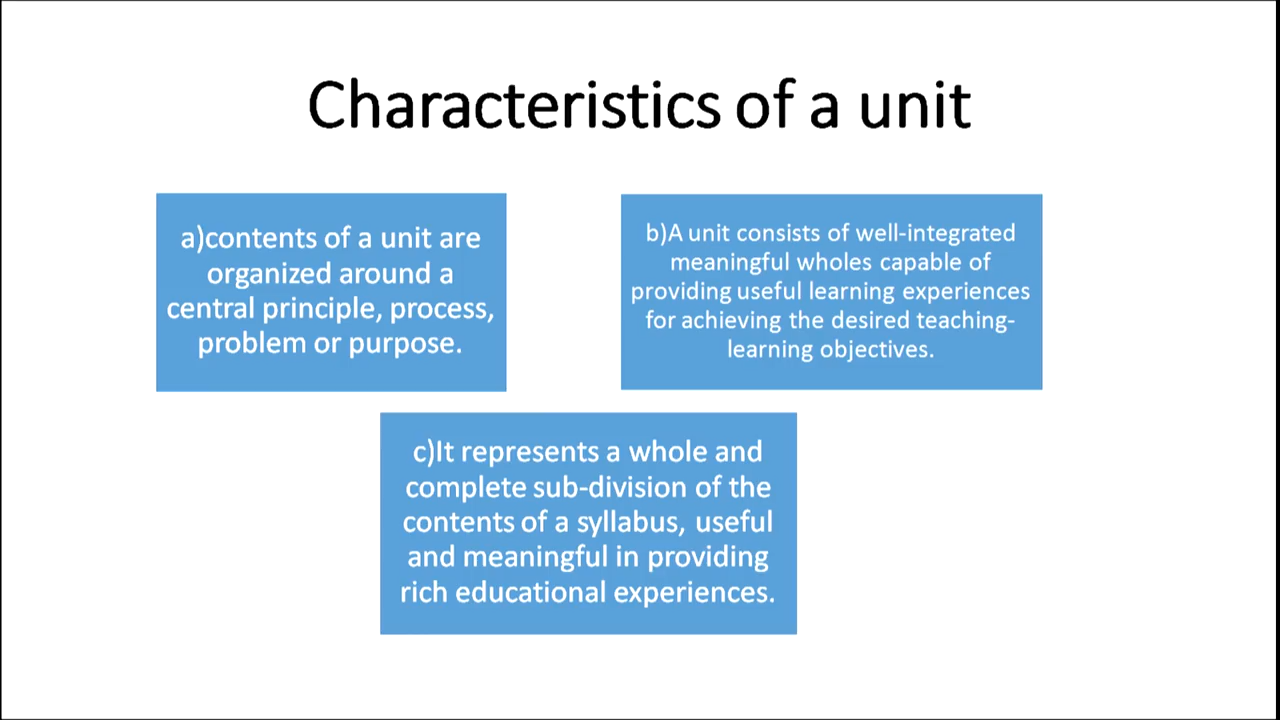 Characteristics of a unit
a)contents of a unit are
organized around a
central principle, process,
problem or purpose.
b)A unit consists of well-integrated
meaningful wholes capable of
providing useful learning experiences
for achieving the desired teaching-
learning objectives.
c)It represents a whole and
complete sub-division of the
contents of a syllabus, useful
and meaningful in providing
rich educational experiences.